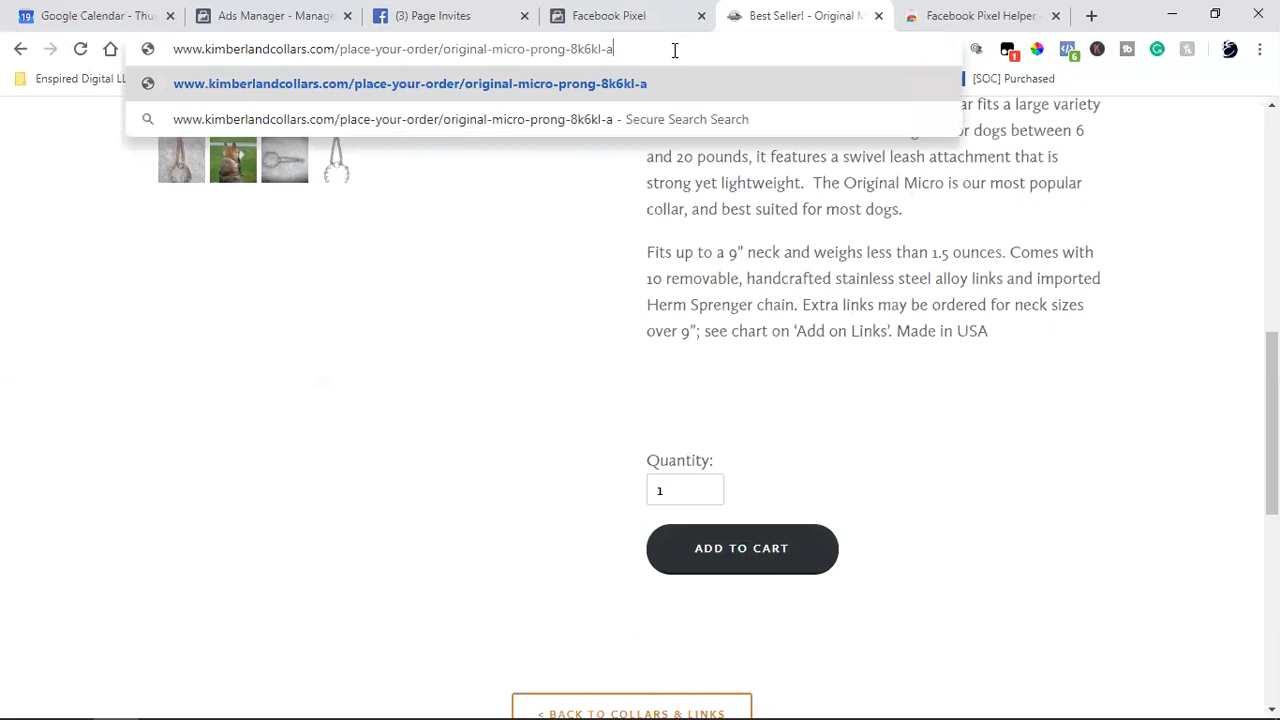 Google Calendar - Thurs
Ads Manager - Manage
(3) Page Invites
Facebook Pixel
Best Seller! - Original M
Facebook Pixel Helper -
www.kimberlandcollars.com/place-your-order/original-micro-prong-8k6kl-a
1
6
Enspired Digital LL
www.kimberlandcollars.com/place-your-order/original-micro-prong-8k6kl-a
[SOC] Purchased
www.kimberlandcollars.com/place-your-order/original-micro-prong-8k6kl-a - Secure Search Search
ar fits a large variety
or dogs between 6
and 20 pounds, it features a swivel leash attachment that is
strong yet lightweight. The Original Micro is our most popular
collar, and best suited for most dogs.
Fits up to a 9” neck and weighs less than 1.5 ounces. Comes with
10 removable, handcrafted stainless steel alloy links and imported
Herm Sprenger chain. Extra links may be ordered for neck sizes
over 9”; see chart on ‘Add on Links’. Made in USA
Quantity:
1
ADD TO CART
< BACK TO COLLARS & LINKS